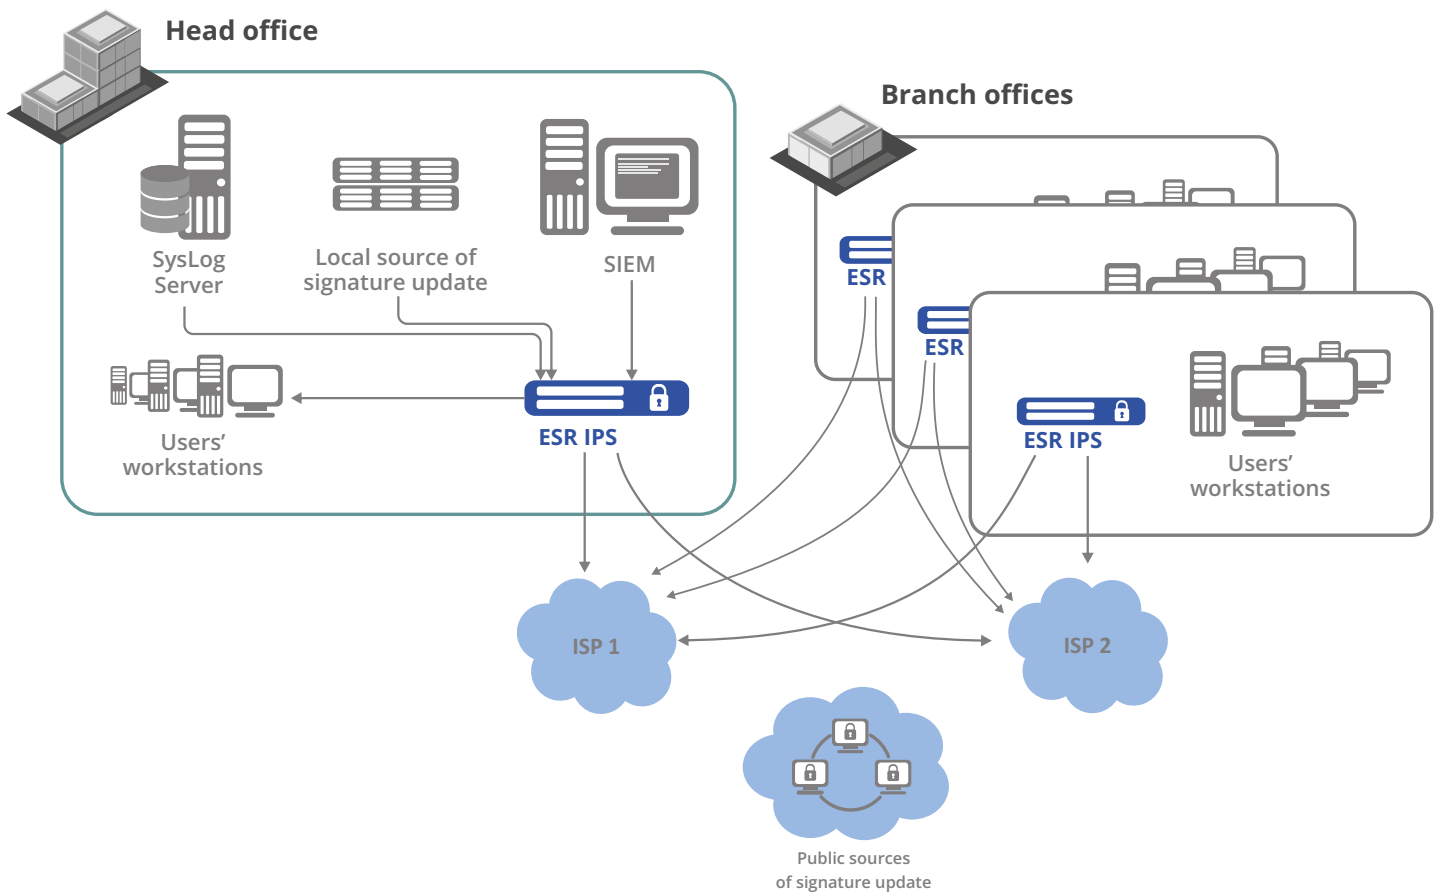 Head office
Branch offices
SysLog
Server
Local source of
signature update
SIEM
Users’
workstations
ESR IPS
ESR
ESR
ESR IPS
Users’
workstations
ISP 1
ISP 2
Public sources
of signature update